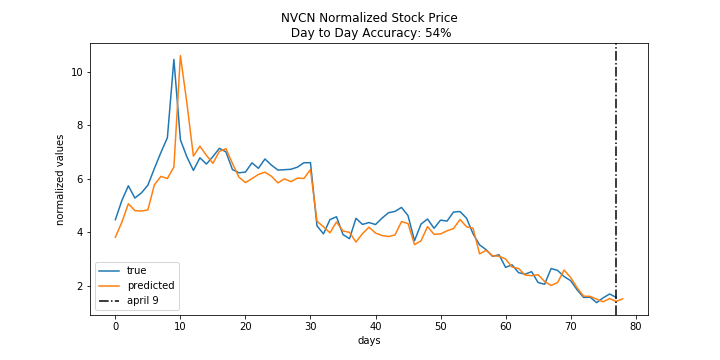 NVCN Normalized Stock Price
Day to Day Accuracy: 54%
normalized values
10
8
6
4
2
true
predicted
april 9
0 10 20 30 40 50 60 70 80
days